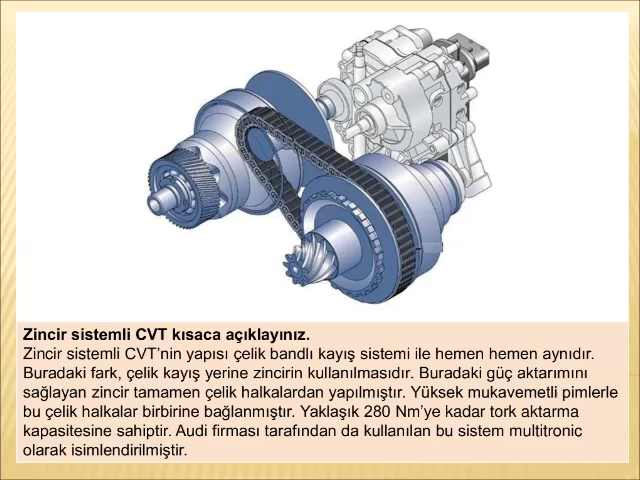 Zincir sistemli CVT kısaca açıklayınız.
Zincir sistemli CVT’nin yapısı çelik bandlı kayış sistemi ile hemen hemen aynıdır.
Buradaki fark, çelik kayış yerine zincirin kullanılmasıdır. Buradaki güç aktarımını
sağlayan zincir tamamen çelik halkalardan yapılmıştır. Yüksek mukavemetli pimlerle
bu çelik halkalar birbirine bağlanmıştır. Yaklaşık 280 Nm’ye kadar tork aktarma
kapasitesine sahiptir. Audi firması tarafından da kullanılan bu sistem multitronic
olarak isimlendirilmiştir.